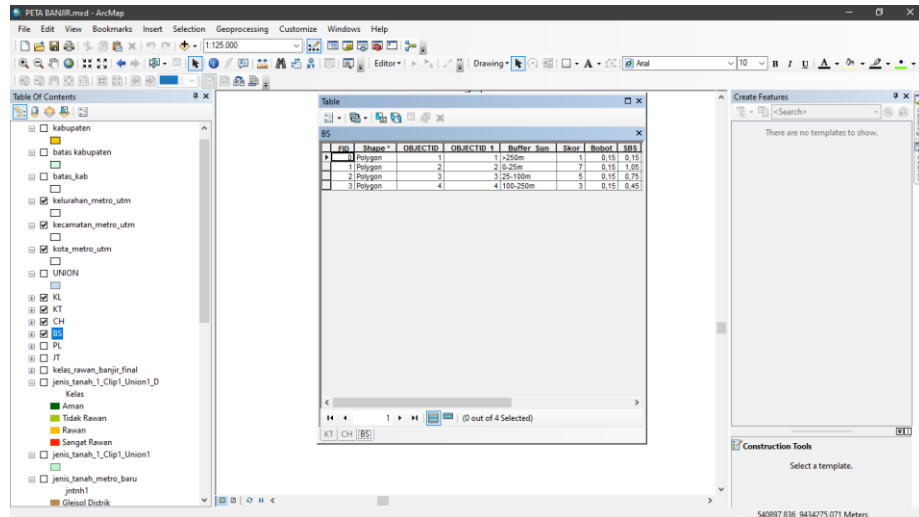 PETA BANJIR.mxd - ArcMap
File Edit View Bookmarks Insert Selection Geoprocessing Customize Windows Help
1:125.000
Editor Drawing A Arial 10 B I U A
Table Of Contents
kabupaten
batas kabupaten
batas_kab
kelurahan_metro_utm
kecamatan_metro_utm
kota_metro_utm
UNION
KL
KT
CH
BS
PL
JT
kelas_rawan_banjir_final
jenis_tanah_1_Clip1_Union1_D
Kelas
Aman
Tidak Rawan
Rawan
Sangat Rawan
jenis_tanah_1_Clip1_Union1
jenis_tanah_metro_baru
jntnh1
Gleisol Distrik
Table
BS
FID Shape * OBJECTID OBJECTID_1 Buffer_Sun Skor Bobot SBS
0 Polygon 1 1 >250m 1 0,15 0,15
1 Polygon 2 2 0-25m 7 0,15 1,05
2 Polygon 3 3 25-100m 5 0,15 0,75
3 Polygon 4 4 100-250m 3 0,15 0,45
1 (0 out of 4 Selected)
KT CH BS
Create Features
<Search>
There are no templates to show.
Construction Tools
Select a template.
540897,836 9434275,071 Meters